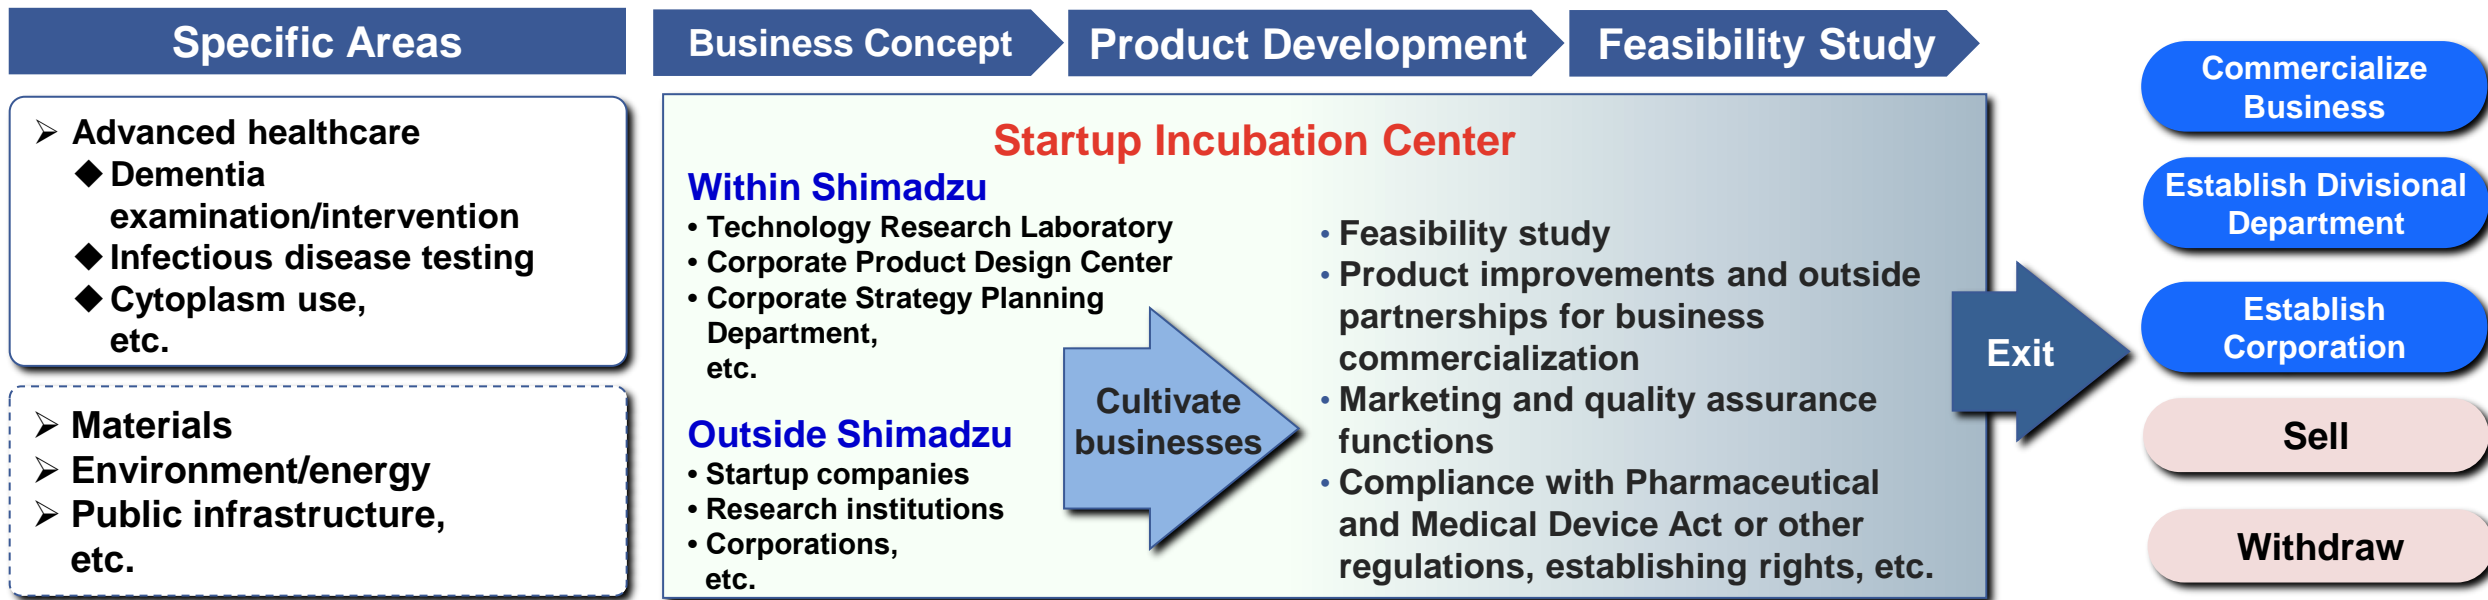 Specific Areas
➢ Advanced healthcare
◆ Dementia
examination/intervention
◆ Infectious disease testing
◆ Cytoplasm use,
etc.
➢ Materials
➢ Environment/energy
➢ Public infrastructure,
etc.
Business Concept
Product Development
Feasibility Study
Startup Incubation Center
Within Shimadzu
• Technology Research Laboratory
• Corporate Product Design Center
• Corporate Strategy Planning
Department,
etc.
Outside Shimadzu
• Startup companies
• Research institutions
• Corporations,
etc.
Cultivate
businesses
• Feasibility study
• Product improvements and outside
partnerships for business
commercialization
• Marketing and quality assurance
functions
• Compliance with Pharmaceutical
and Medical Device Act or other
regulations, establishing rights, etc.
Exit
Commercialize
Business
Establish Divisional
Department
Establish
Corporation
Sell
Withdraw